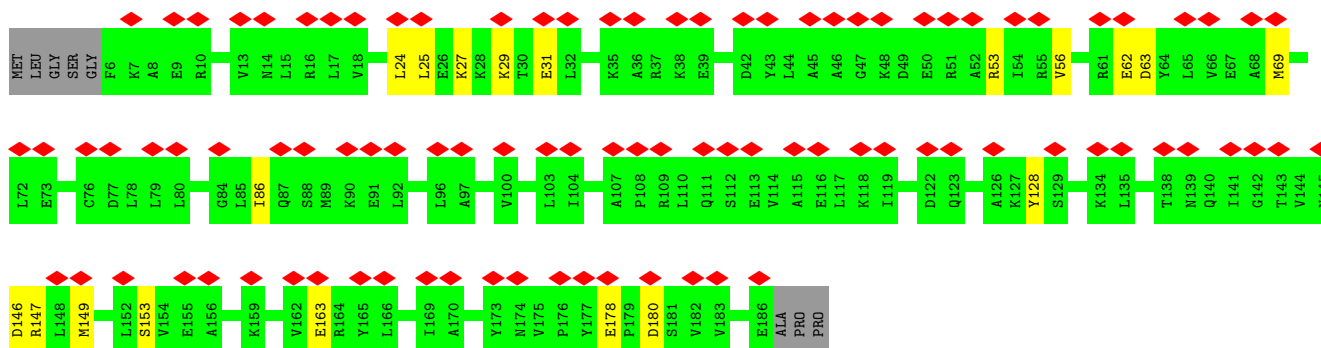 MET LEU GLY SER GLY F6 K7 A8 E9 R10 V13 N14 L15 R16 L17 V18 L24 L25 E26 K27 K28 K29 T30 E31 L32 K35 A36 R37 K38 E39 D42 Y43 L44 A45 A46 G47 K48 D49 E50 R51 A52 R53 I54 R55 V56 R61 E62 D63 Y64 L65 V66 E67 A68 M69
L72 E73 C76 D77 L78 L79 L80 G84 L85 I86 Q87 S88 M89 K90 E91 L92 L96 A97 V100 L103 I104 A107 P108 R109 L110 Q111 S112 E113 V114 A115 E116 L117 K118 I119 D122 Q123 A126 K127 Y128 S129 K134 L135 T138 N139 Q140 I141 G142 T143 V144
D146 R147 L148 M149 L152 S153 V154 E155 A156 K159 V162 E163 R164 Y165 L166 I169 A170 Y173 N174 V175 P176 Y177 E178 P179 D180 S181 V182 V183 E186 ALA PRO PRO